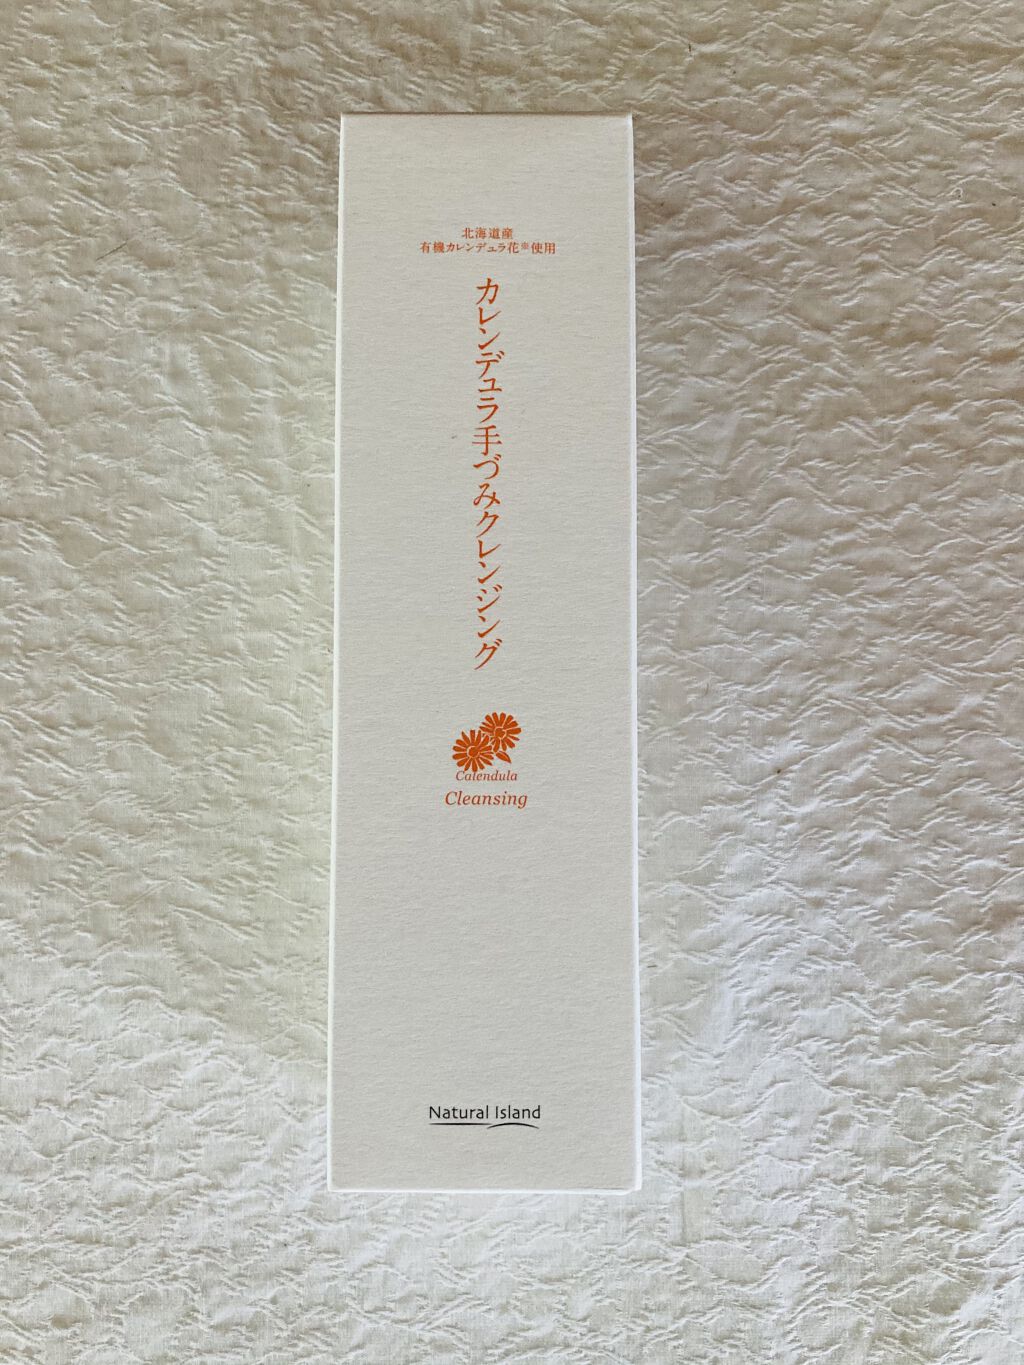 北海道産
有機カレンデュラ花※使用
カレンデュラ手づみクレンジング
Calendula
Cleansing
Natural Island